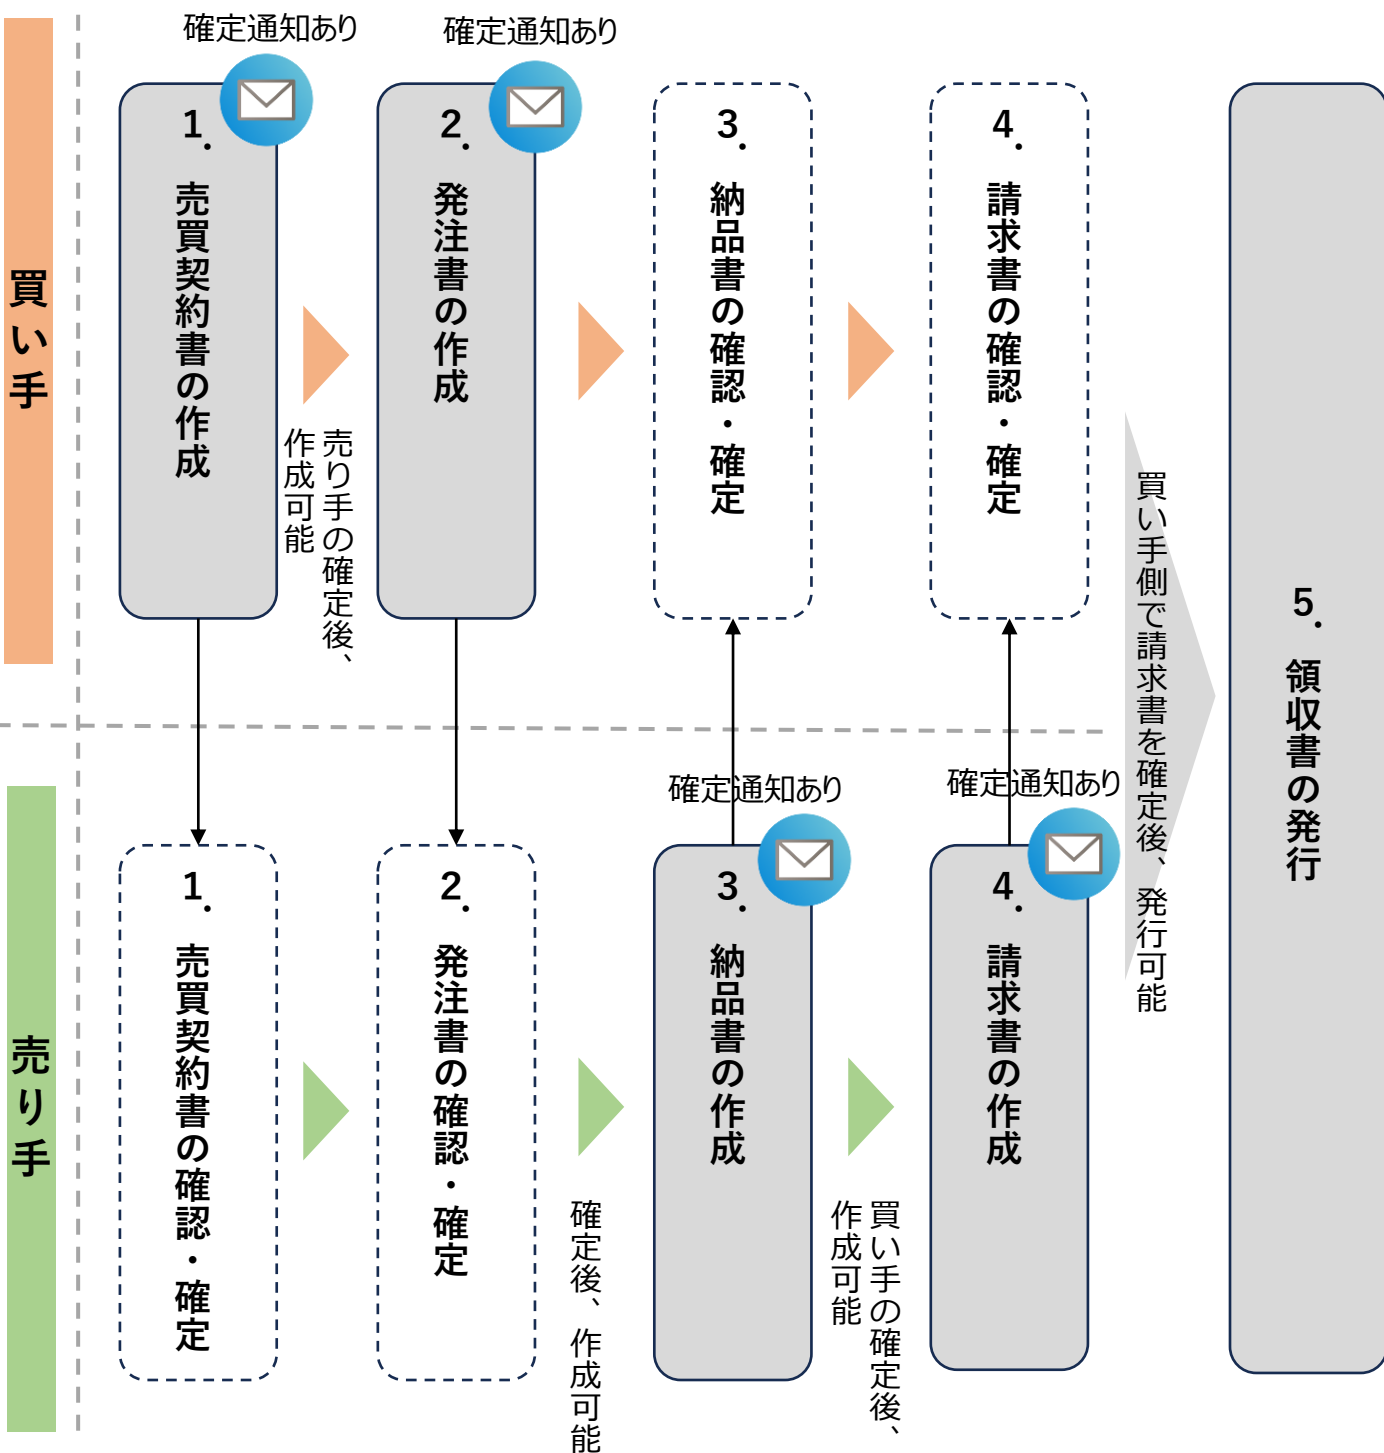 買い手
確定通知あり
1. 売買契約書の作成
売り手の確定後、
作成可能
確定通知あり
2. 発注書の作成
3. 納品書の確認・確定
4. 請求書の確認・確定
買い手側で請求書を確定後、発行可能
5. 領収書の発行
売り手
1. 売買契約書の確認・確定
2. 発注書の確認・確定
確定後、作成可能
確定通知あり
3. 納品書の作成
買い手の確定後、
作成可能
確定通知あり
4. 請求書の作成